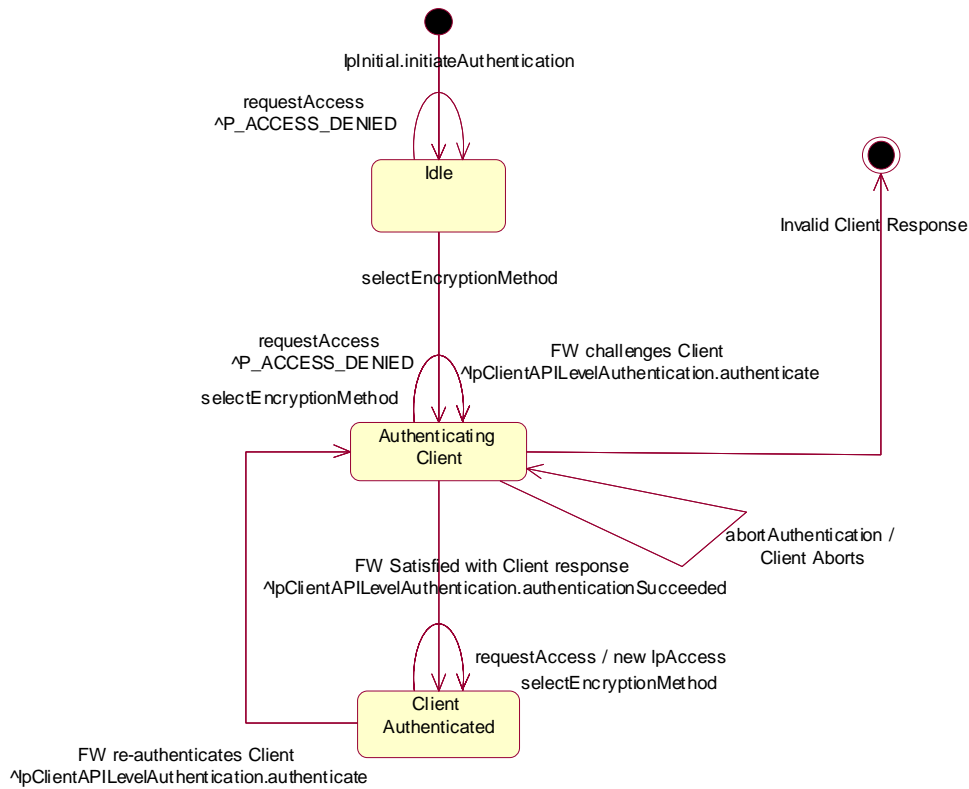 IpInitial.initiateAuthentication
requestAccess
^P_ACCESS_DENIED
Idle
Invalid Client Response
selectEncryptionMethod
requestAccess
^P_ACCESS_DENIED
selectEncryptionMethod
FW challenges Client
^IpClientAPILevelAuthentication.authenticate
Authenticating
Client
abortAuthentication /
Client Aborts
FW Satisfied with Client response
^IpClientAPILevelAuthentication.authenticationSucceeded
requestAccess / new IpAccess
selectEncryptionMethod
Client
Authenticated
FW re-authenticates Client
^IpClientAPILevelAuthentication.authenticate